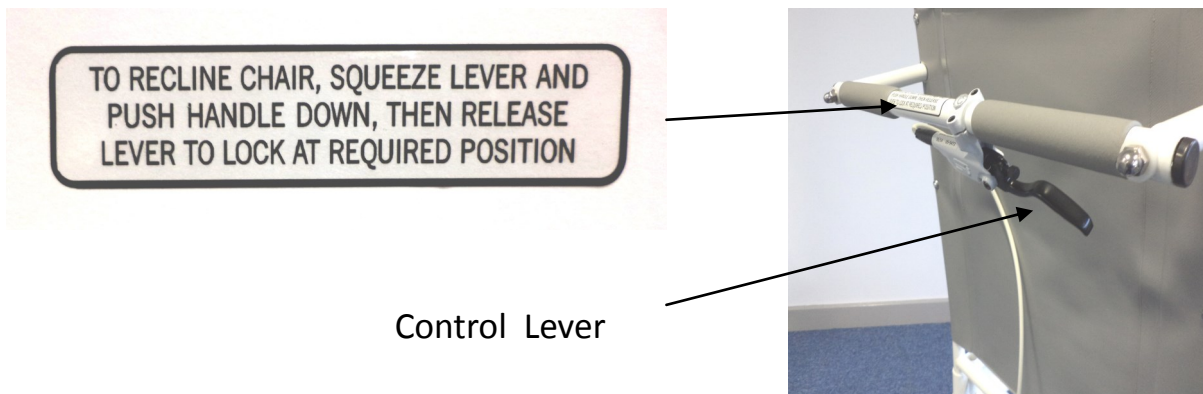 TO RECLINE CHAIR, SQUEEZE LEVER AND
PUSH HANDLE DOWN, THEN RELEASE
LEVER TO LOCK AT REQUIRED POSITION
Control Lever